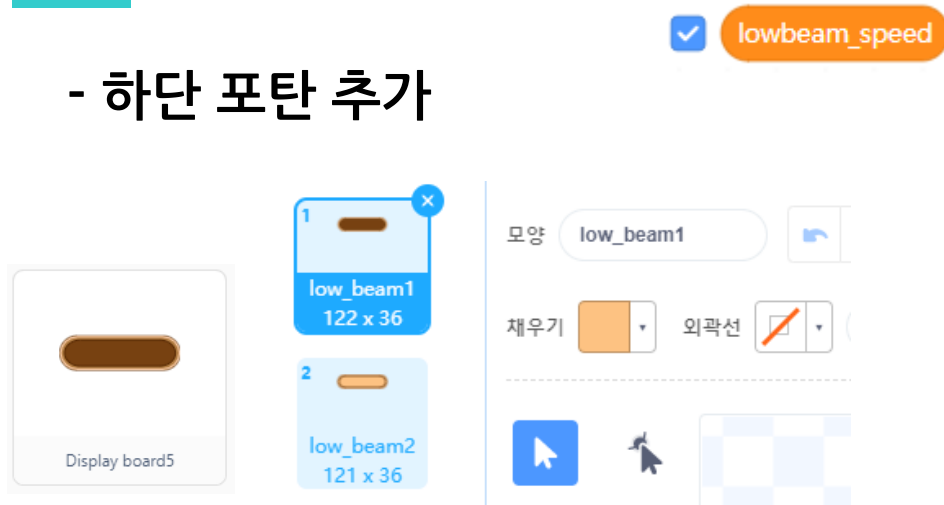 lowbeam_speed
- 하단 포탄 추가
1
low_beam1
122 x 36
2
low_beam2
121 x 36
Display board5
모양 low_beam1
채우기 외곽선